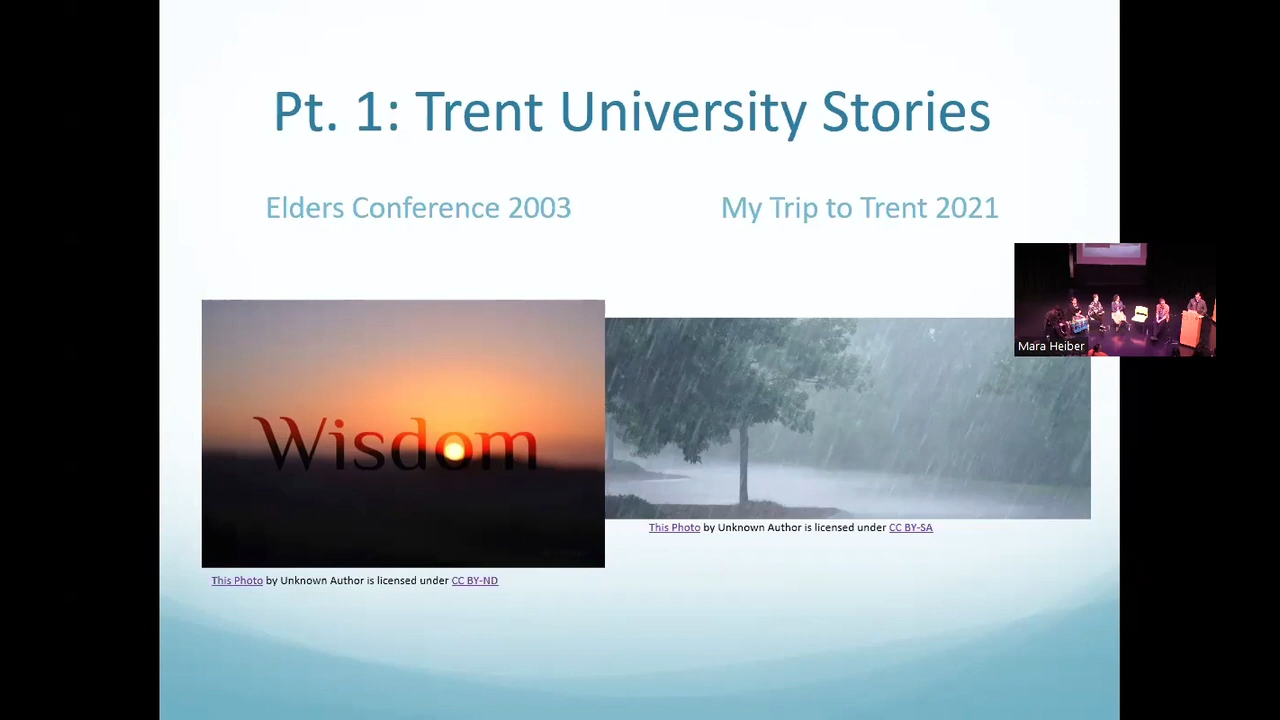 Pt. 1: Trent University Stories
Elders Conference 2003
My Trip to Trent 2021
Wisdom
Mara Heiber
This Photo by Unknown Author is licensed under CC BY-SA
This Photo by Unknown Author is licensed under CC BY-ND